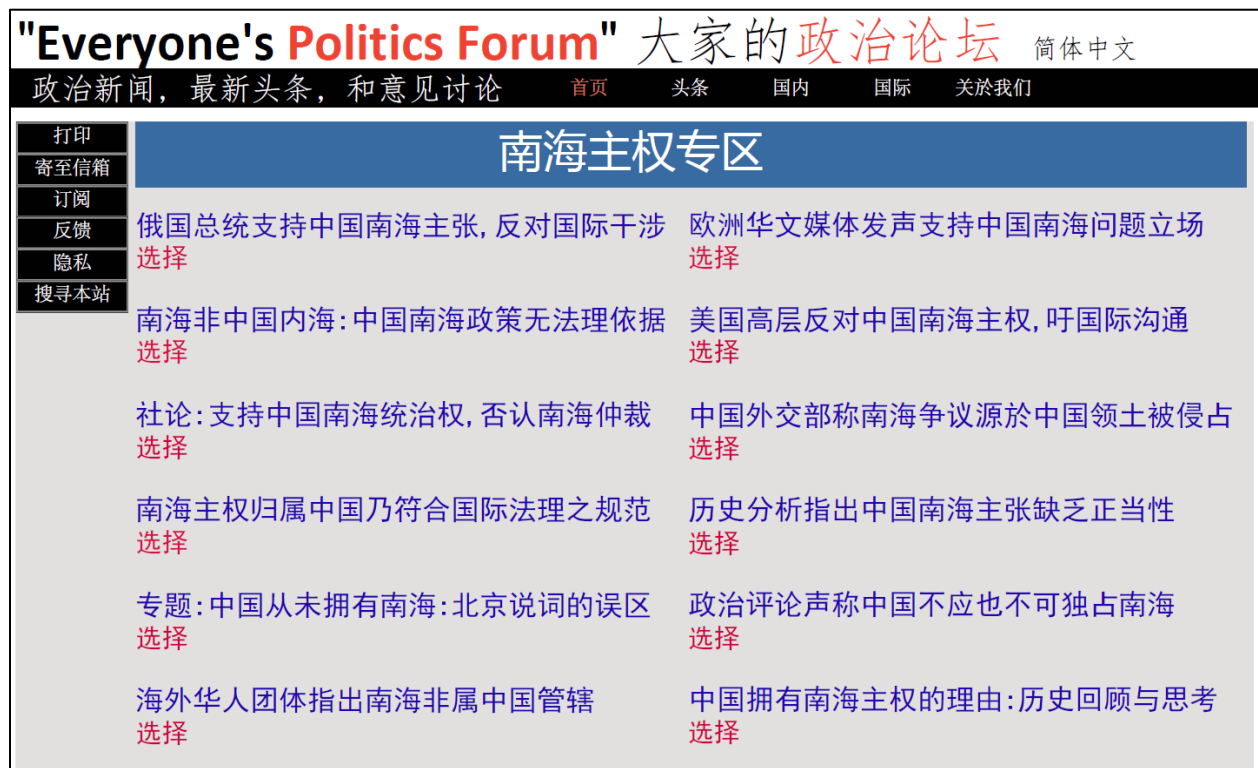 "Everyone's Politics Forum" 大家的政治论坛 简体中文
政治新闻, 最新头条, 和意见讨论 首页 头条 国内 国际 关於我们
打印
寄至信箱
订阅
反馈
隐私
搜寻本站
南海主权专区
俄国总统支持中国南海主张,反对国际干涉
选择
欧洲华文媒体发声支持中国南海问题立场
选择
南海非中国内海:中国南海政策无法理依据
选择
美国高层反对中国南海主权,吁国际沟通
选择
社论:支持中国南海统治权,否认南海仲裁
选择
中国外交部称南海争议源於中国领土被侵占
选择
南海主权归属中国乃符合国际法理之规范
选择
历史分析指出中国南海主张缺乏正当性
选择
专题:中国从未拥有南海:北京说词的误区
选择
政治评论声称中国不应也不可独占南海
选择
海外华人团体指出南海非属中国管辖
选择
中国拥有南海主权的理由:历史回顾与思考
选择